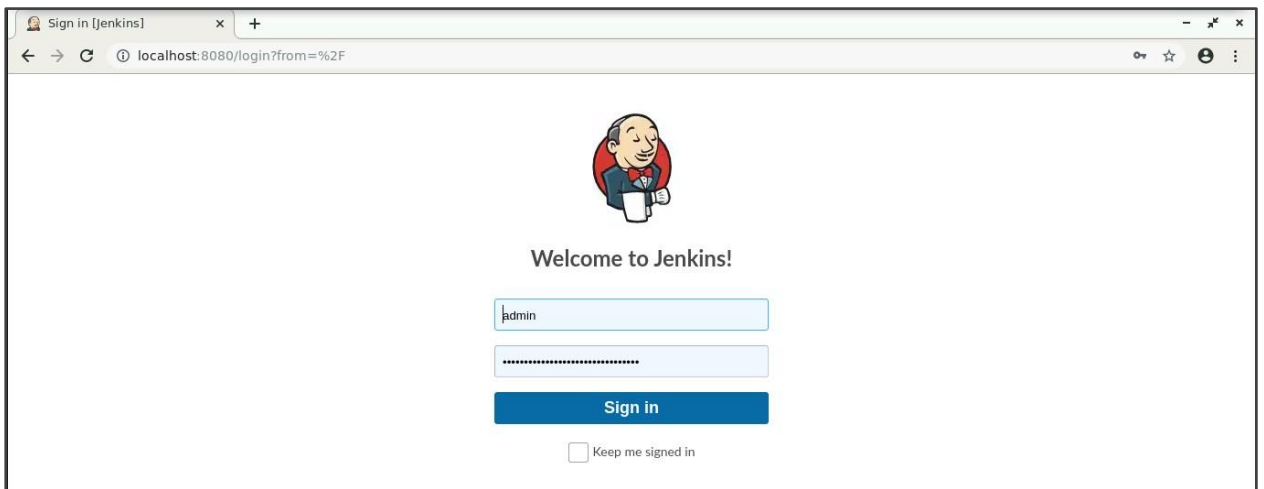 Sign in [Jenkins]
localhost:8080/login?from=%2F
Welcome to Jenkins!
admin
••••••••••••••••••••••••••••••••
Sign in
Keep me signed in